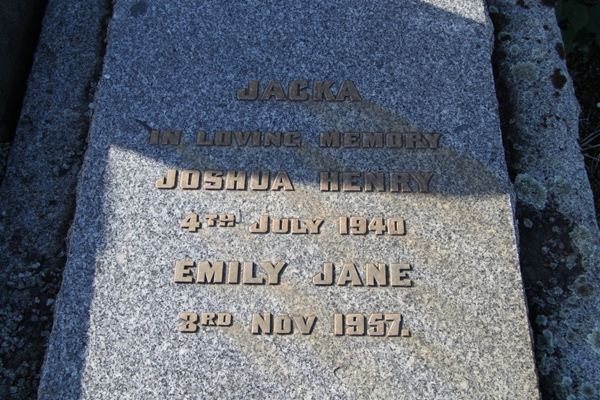 JACKA
IN LOVING MEMORY
JOSHUA HENRY
4TH JULY 1940
EMILY JANE
3RD NOV 1957.